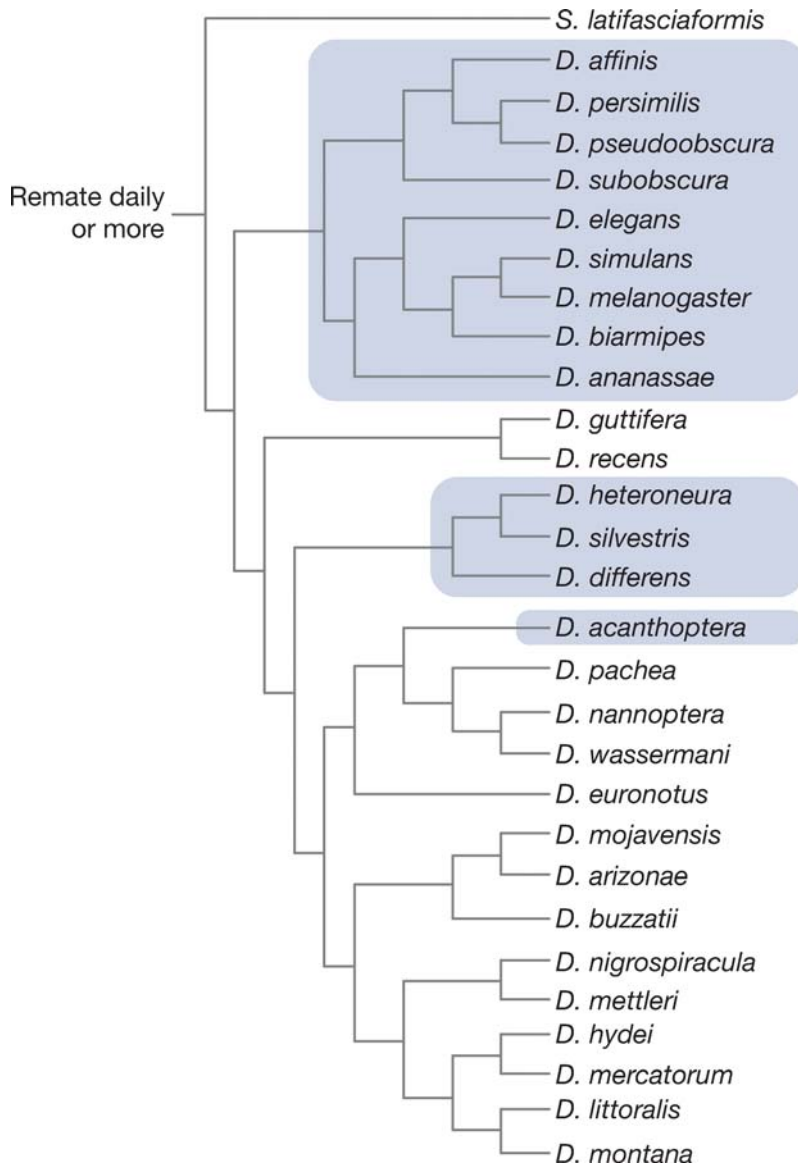 S. latifasciaformis
D. affinis
D. persimilis
D. pseudoobscura
D. subobscura
Remate daily
or more
D. elegans
D. simulans
D. melanogaster
D. biarmipes
D. ananassae
D. guttifera
D. recens
D. heteroneura
D. silvestris
D. differens
D. acanthoptera
D. pachea
D. nannoptera
D. wassermani
D. euronotus
D. mojavensis
D. arizonae
D. buzzatii
D. nigrospiracula
D. mettleri
D. hydei
D. mercatorum
D. littoralis
D. montana